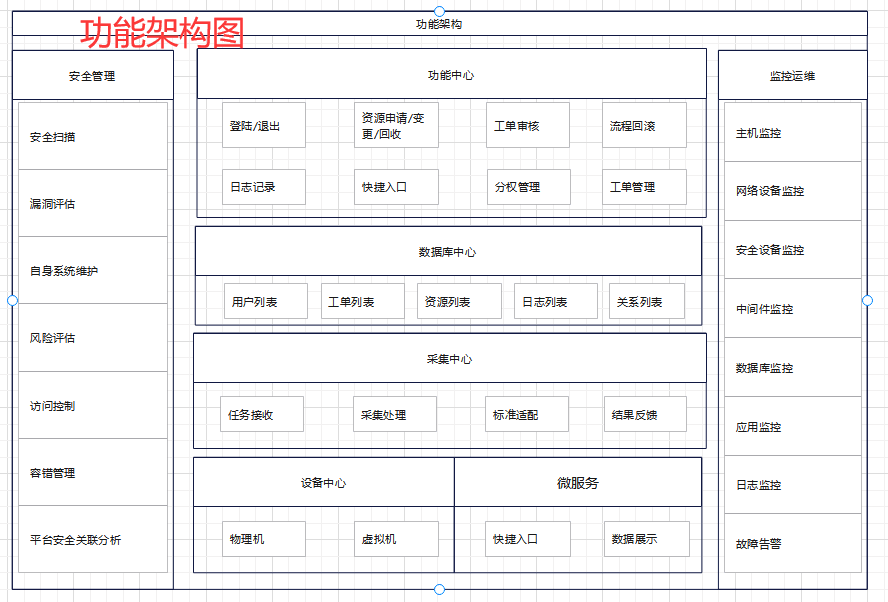 功能架构图
功能架构
安全管理
安全扫描
漏洞评估
自身系统维护
风险评估
访问控制
容错管理
平台安全关联分析
功能中心
登陆/退出
资源申请/变
更/回收
工单审核
流程回滚
日志记录
快捷入口
分权管理
工单管理
数据库中心
用户列表
工单列表
资源列表
日志列表
关系列表
采集中心
任务接收
采集处理
标准适配
结果反馈
设备中心
物理机
虚拟机
微服务
快捷入口
数据展示
监控运维
主机监控
网络设备监控
安全设备监控
中间件监控
数据库监控
应用监控
日志监控
故障告警